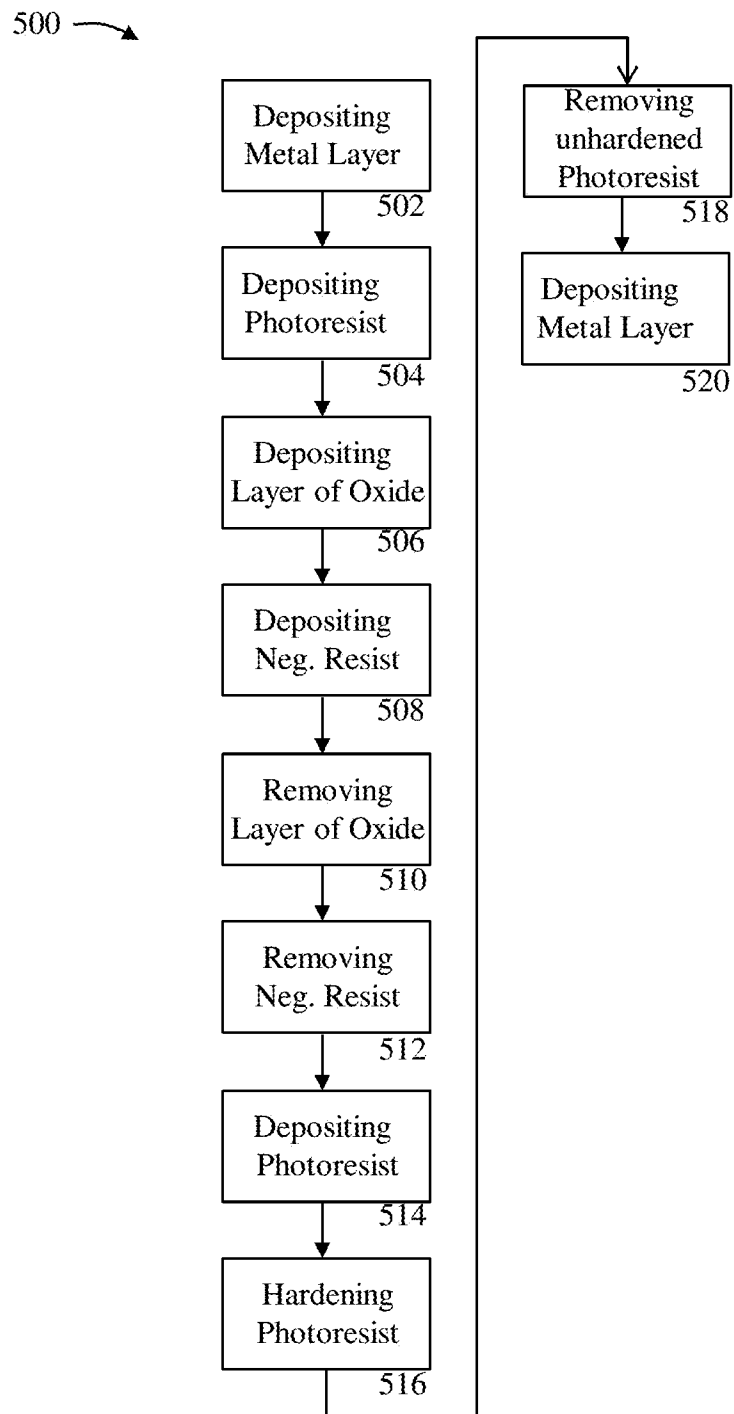 500
Depositing
Metal Layer
502
Depositing
Photoresist
504
Depositing
Layer of Oxide
506
Depositing
Neg. Resist
508
Removing
Layer of Oxide
510
Removing
Neg. Resist
512
Depositing
Photoresist
514
Hardening
Photoresist
516
Removing
unhardened
Photoresist
518
Depositing
Metal Layer
520